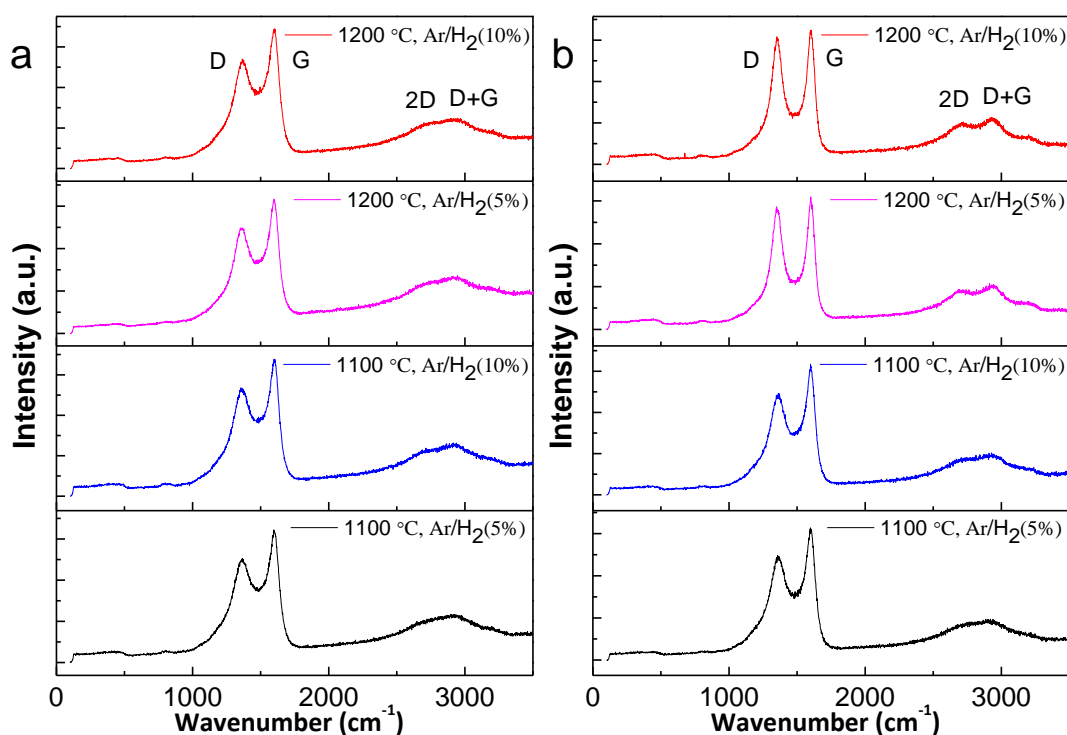 a
1200 °C, Ar/H2(10%)
D
G
2D
D+G
1200 °C, Ar/H2(5%)
1100 °C, Ar/H2(10%)
1100 °C, Ar/H2(5%)
Intensity (a.u.)
0 1000 2000 3000
Wavenumber (cm-1)
b
1200 °C, Ar/H2(10%)
D
G
2D
D+G
1200 °C, Ar/H2(5%)
1100 °C, Ar/H2(10%)
1100 °C, Ar/H2(5%)
Intensity (a.u.)
0 1000 2000 3000
Wavenumber (cm-1)